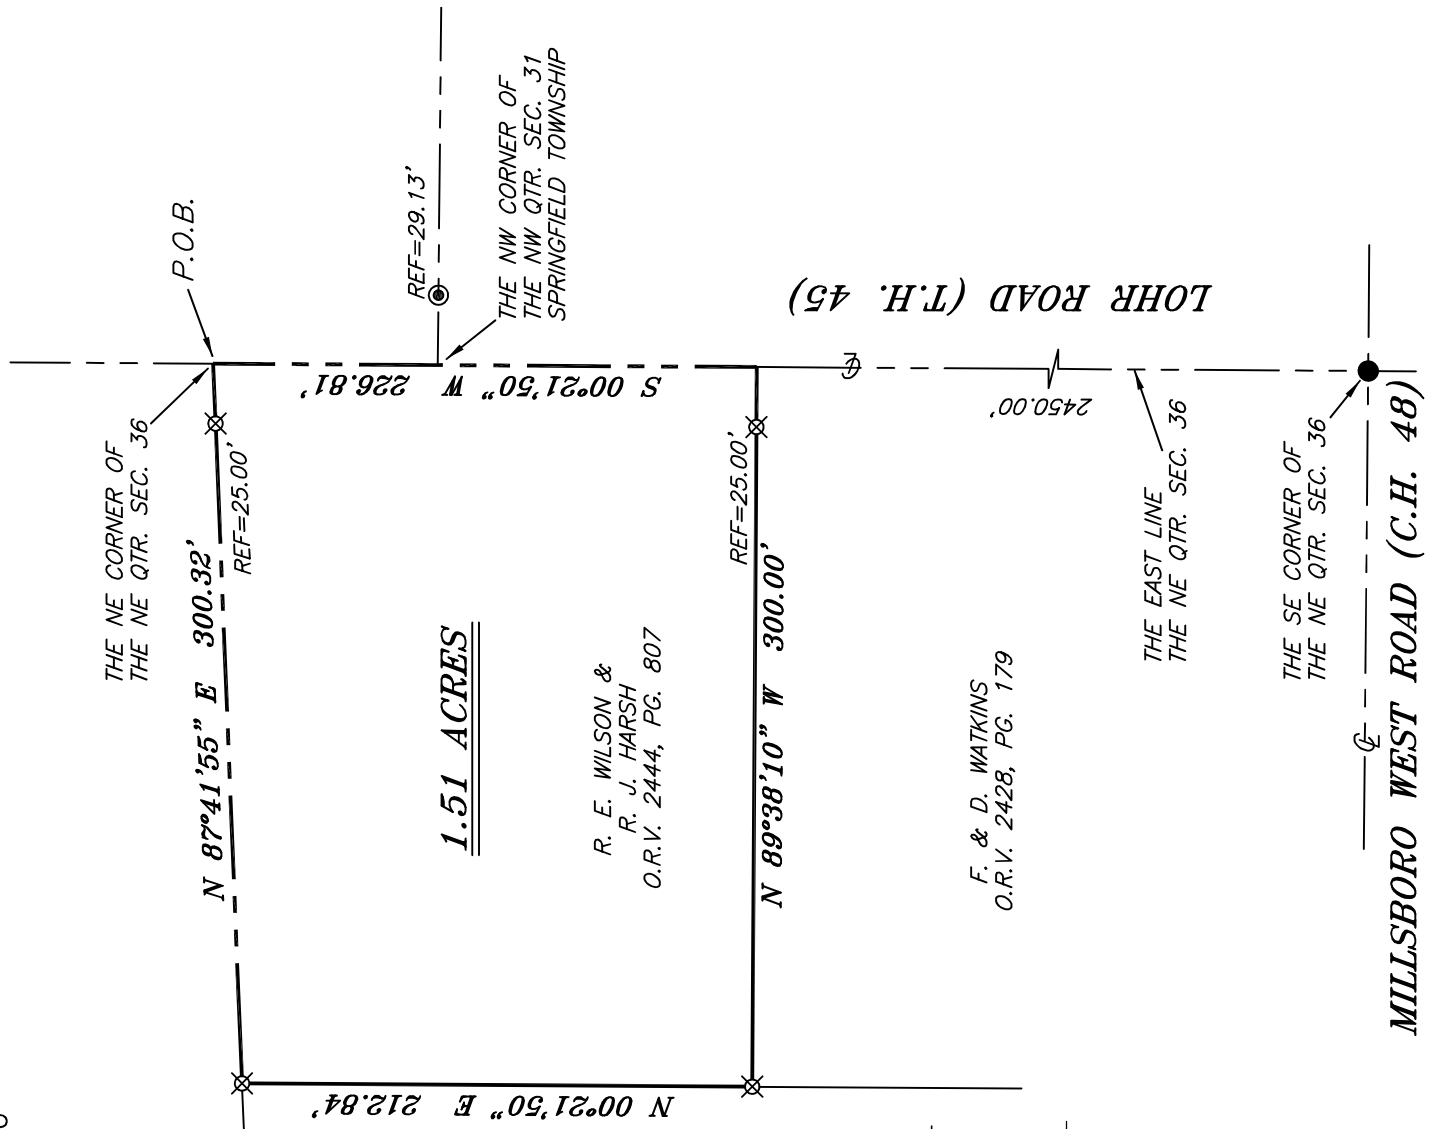 P.O.B.
REF=29.13'
THE NW CORNER OF
THE NW QTR. SEC. 31
SPRINGFIELD TOWNSHIP
LOHR ROAD (T.H. 45)
S 00°21'50" W 226.81'
2450.00'
THE NE CORNER OF
THE NE QTR. SEC. 36
REF=25.00'
N 87°41'55" E 300.32'
REF=25.00'
N 89°38'10" W 300.00'
1.51 ACRES
R. E. WILSON &
R. J. HARSH
O.R.V. 2444, PG. 807
F. & D. WATKINS
O.R.V. 2428, PG. 179
THE EAST LINE
THE NE QTR. SEC. 36
THE SE CORNER OF
THE NE QTR. SEC. 36
MILLSBORO WEST ROAD (C.H. 48)
N 00°21'50" E 212.84'